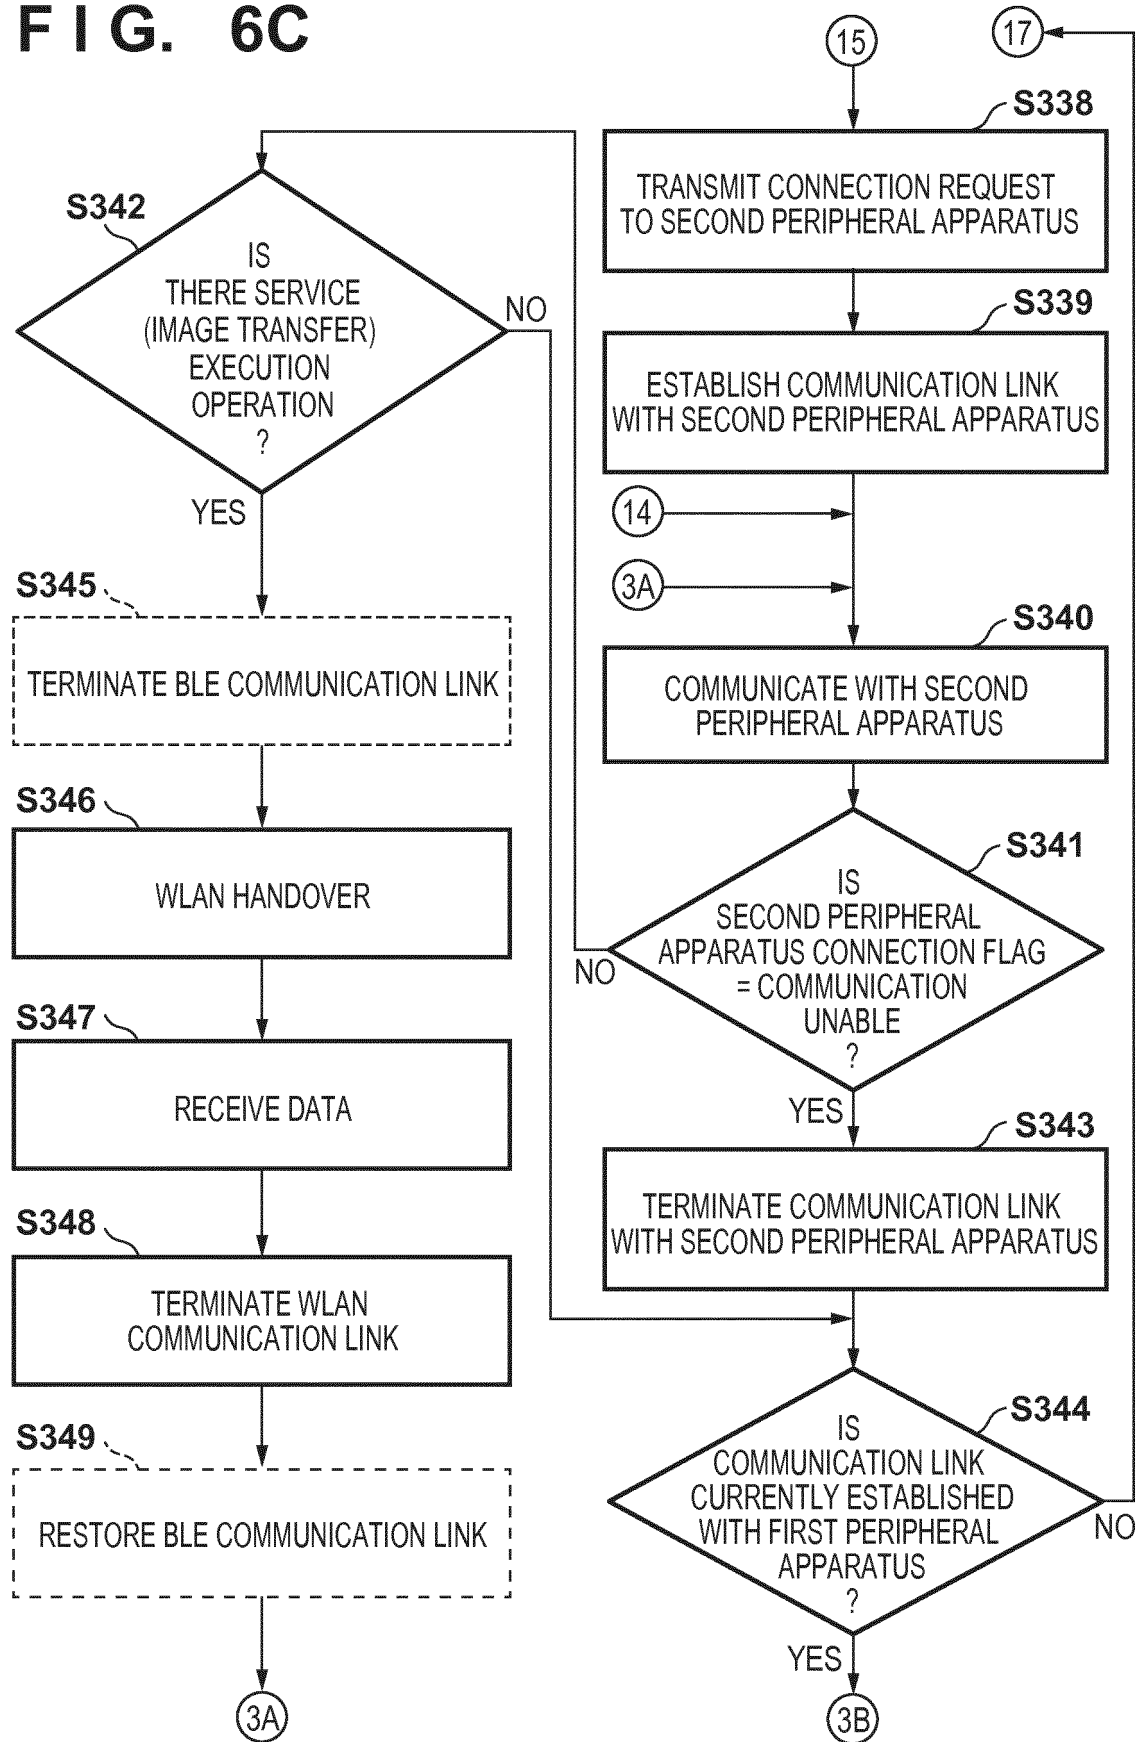 FIG. 6C
15
17
S338
TRANSMIT CONNECTION REQUEST
TO SECOND PERIPHERAL APPARATUS
S339
ESTABLISH COMMUNICATION LINK
WITH SECOND PERIPHERAL APPARATUS
14
3A
S340
COMMUNICATE WITH SECOND
PERIPHERAL APPARATUS
S341
IS
SECOND PERIPHERAL
APPARATUS CONNECTION FLAG
= COMMUNICATION
UNABLE
?
NO
YES
S343
TERMINATE COMMUNICATION LINK
WITH SECOND PERIPHERAL APPARATUS
S344
IS
COMMUNICATION LINK
CURRENTLY ESTABLISHED
WITH FIRST PERIPHERAL
APPARATUS
?
NO
YES
3B
S342
IS
THERE SERVICE
(IMAGE TRANSFER)
EXECUTION
OPERATION
?
NO
YES
S345
TERMINATE BLE COMMUNICATION LINK
S346
WLAN HANDOVER
S347
RECEIVE DATA
S348
TERMINATE WLAN
COMMUNICATION LINK
S349
RESTORE BLE COMMUNICATION LINK
3A